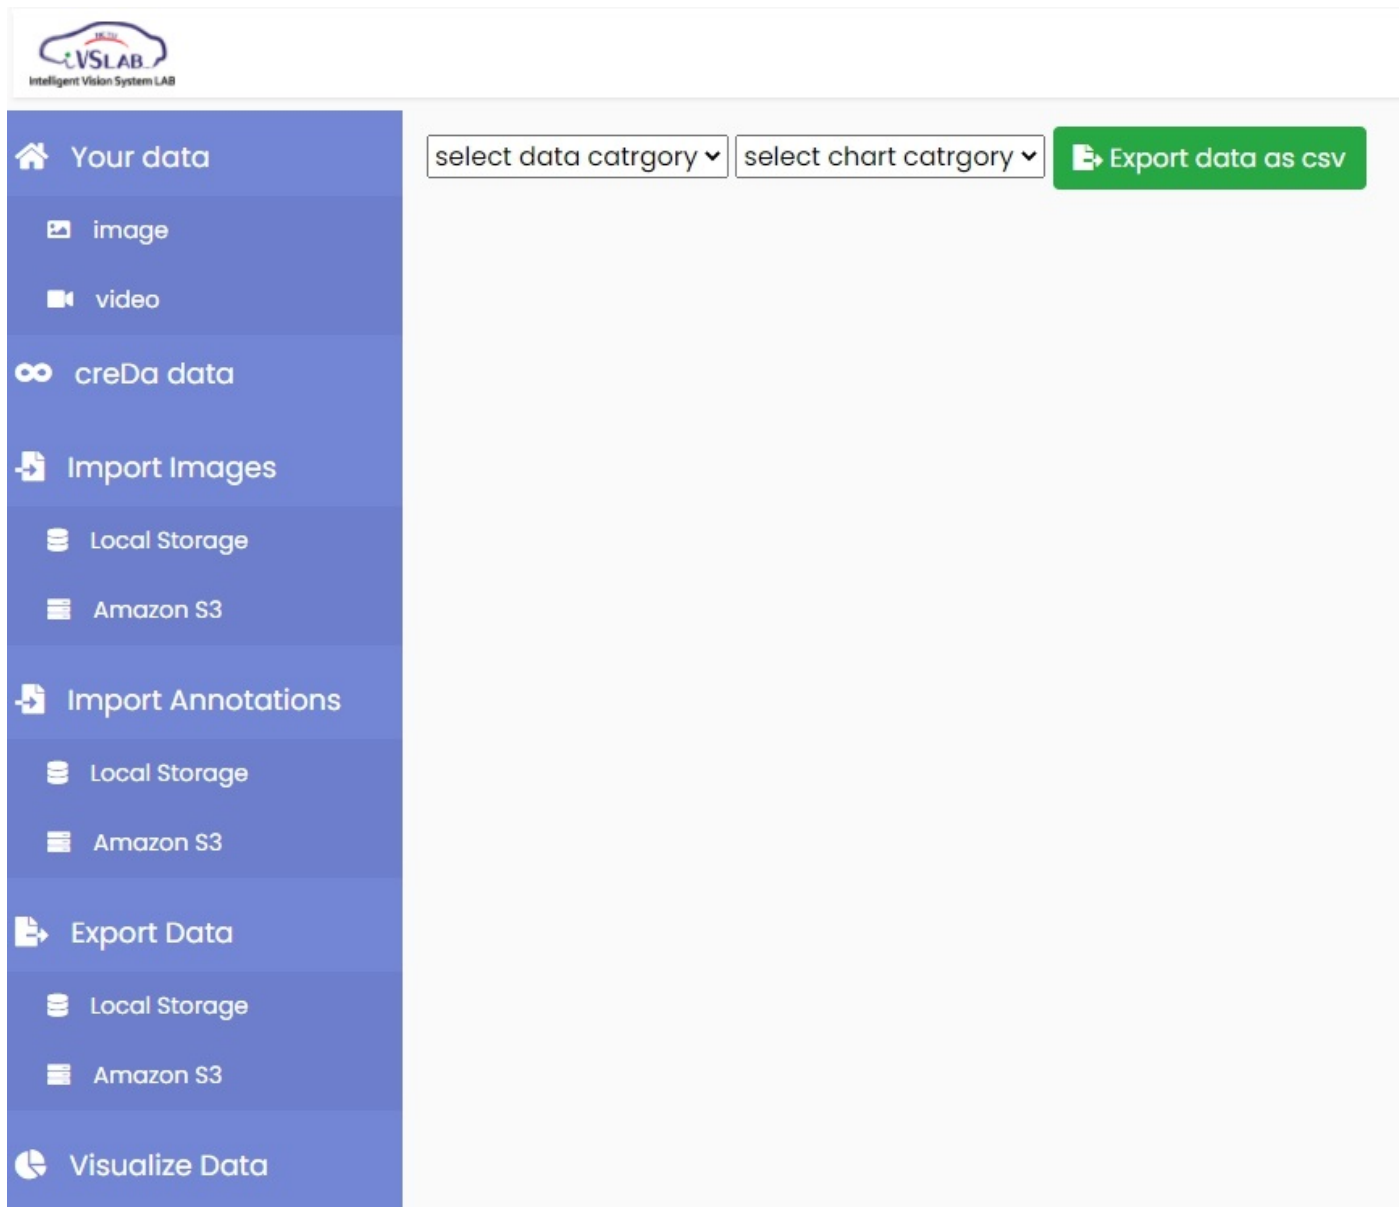 NCTU
iVSLAB
Intelligent Vision System LAB
Your data
image
video
creDa data
Import Images
Local Storage
Amazon S3
Import Annotations
Local Storage
Amazon S3
Export Data
Local Storage
Amazon S3
Visualize Data
select data catrgory
select chart catrgory
Export data as csv